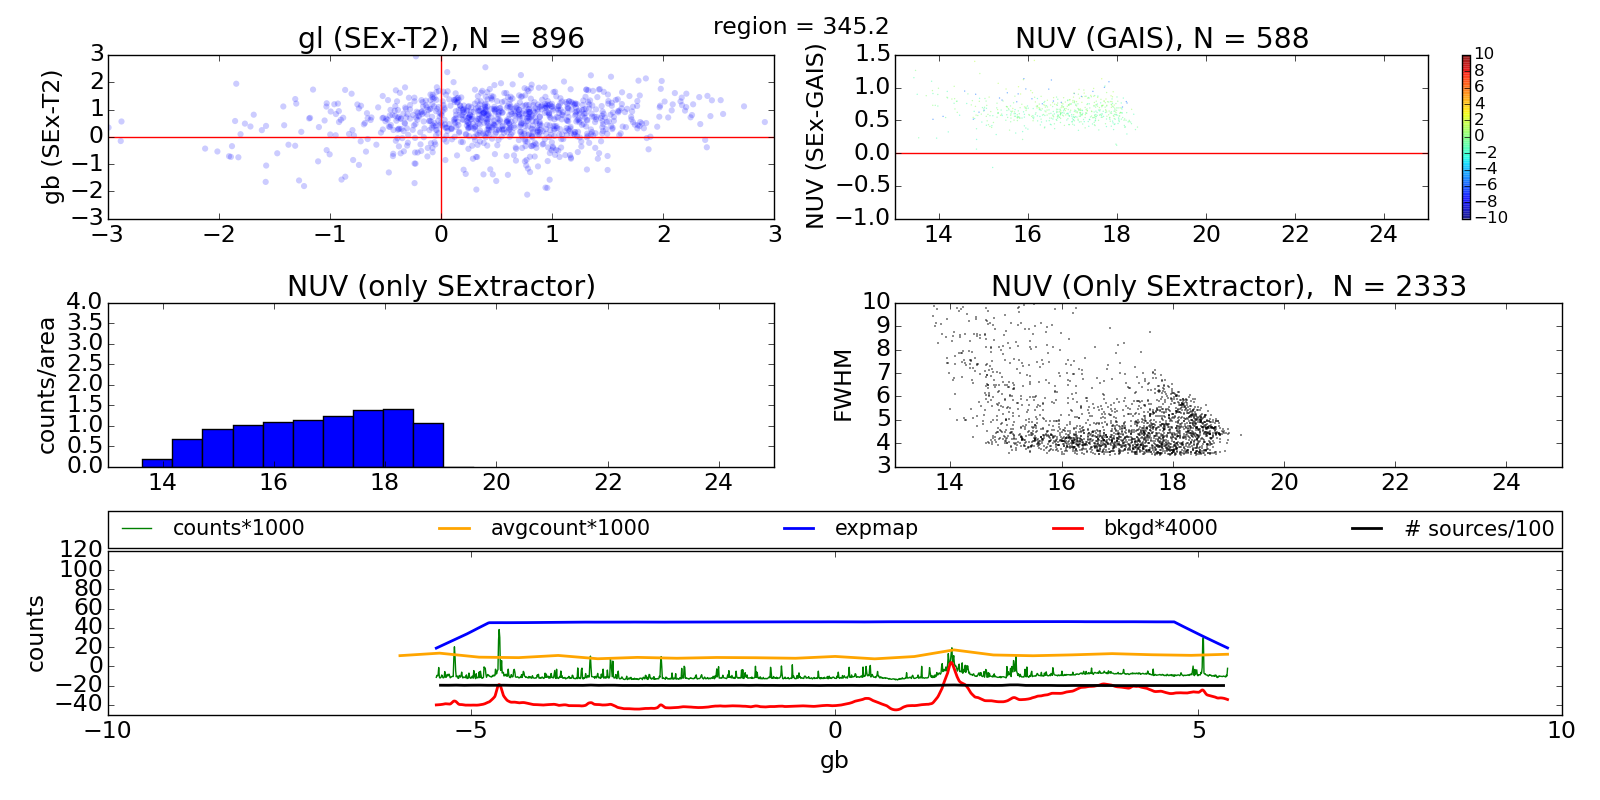 region = 345.2
gl (SEx-T2), N = 896
gb (SEx-T2)
3
2
1
0
−1
−2
−3
−3 −2 −1 0 1 2 3
NUV (GAIS), N = 588
NUV (SEx-GAIS)
1.5
1.0
0.5
0.0
−0.5
−1.0
14 16 18 20 22 24
10
8
6
4
2
0
−2
−4
−6
−8
−10
NUV (only SExtractor)
counts/area
4.0
3.5
3.0
2.5
2.0
1.5
1.0
0.5
0.0
14 16 18 20 22 24
NUV (Only SExtractor),  N = 2333
FWHM
10
9
8
7
6
5
4
3
14 16 18 20 22 24
counts*1000 avgcount*1000 expmap bkgd*4000 # sources/100
counts
120
100
80
60
40
20
0
−20
−40
−10 −5 0 5 10
gb